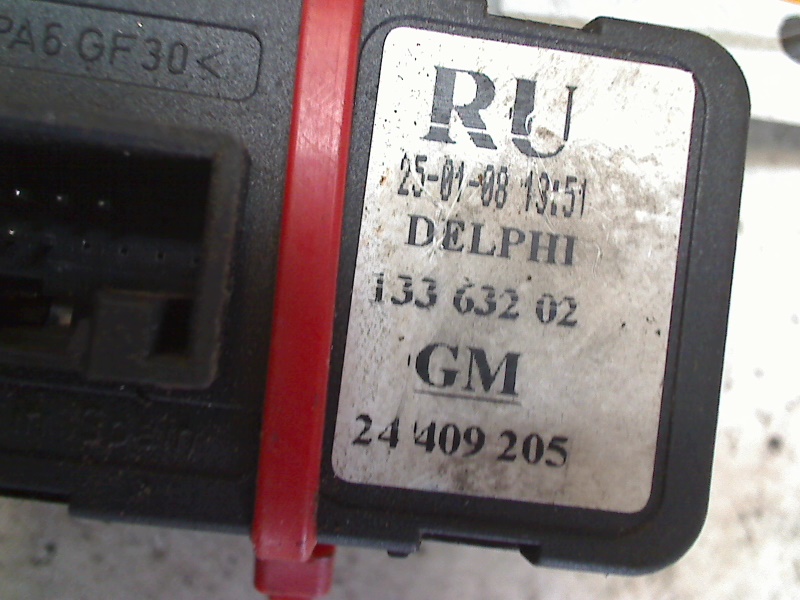 PA6 GF30<
RU
25-01-08 13:51
DELPHI
133 632 02
GM
24 409 205